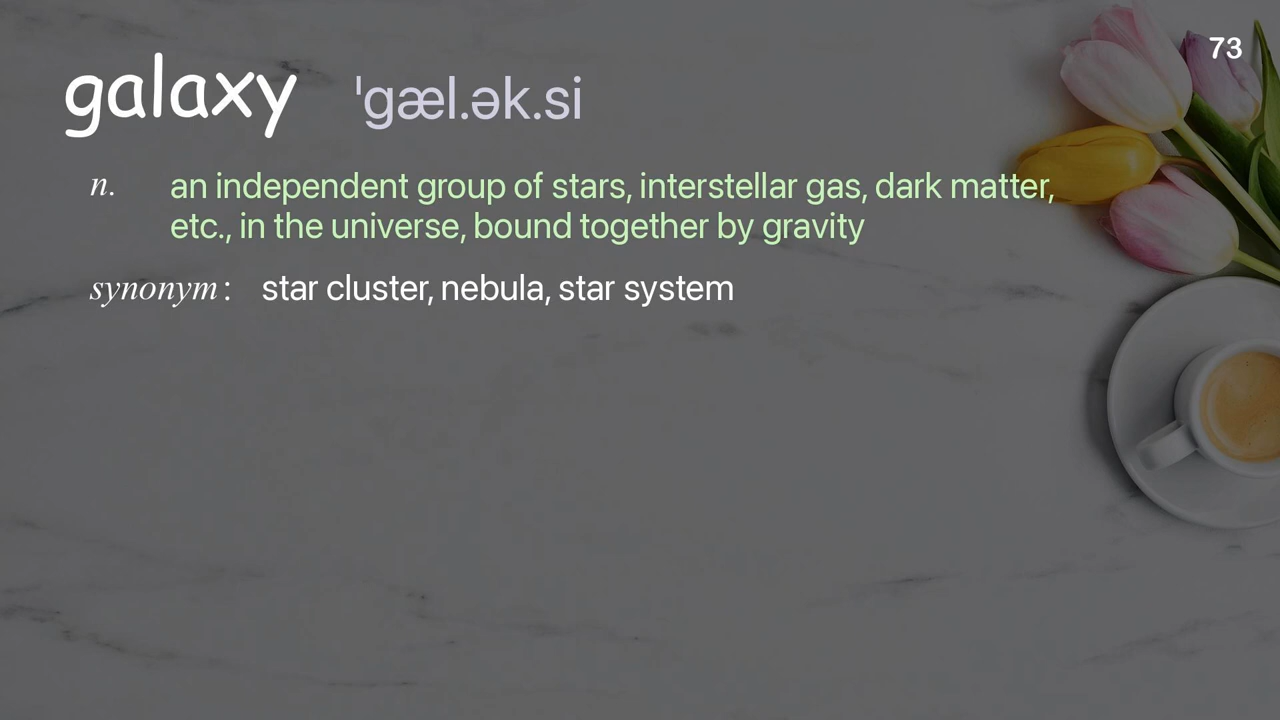 73
galaxy ˈɡæl.ək.si
n. an independent group of stars, interstellar gas, dark matter,
etc., in the universe, bound together by gravity
synonym : star cluster, nebula, star system